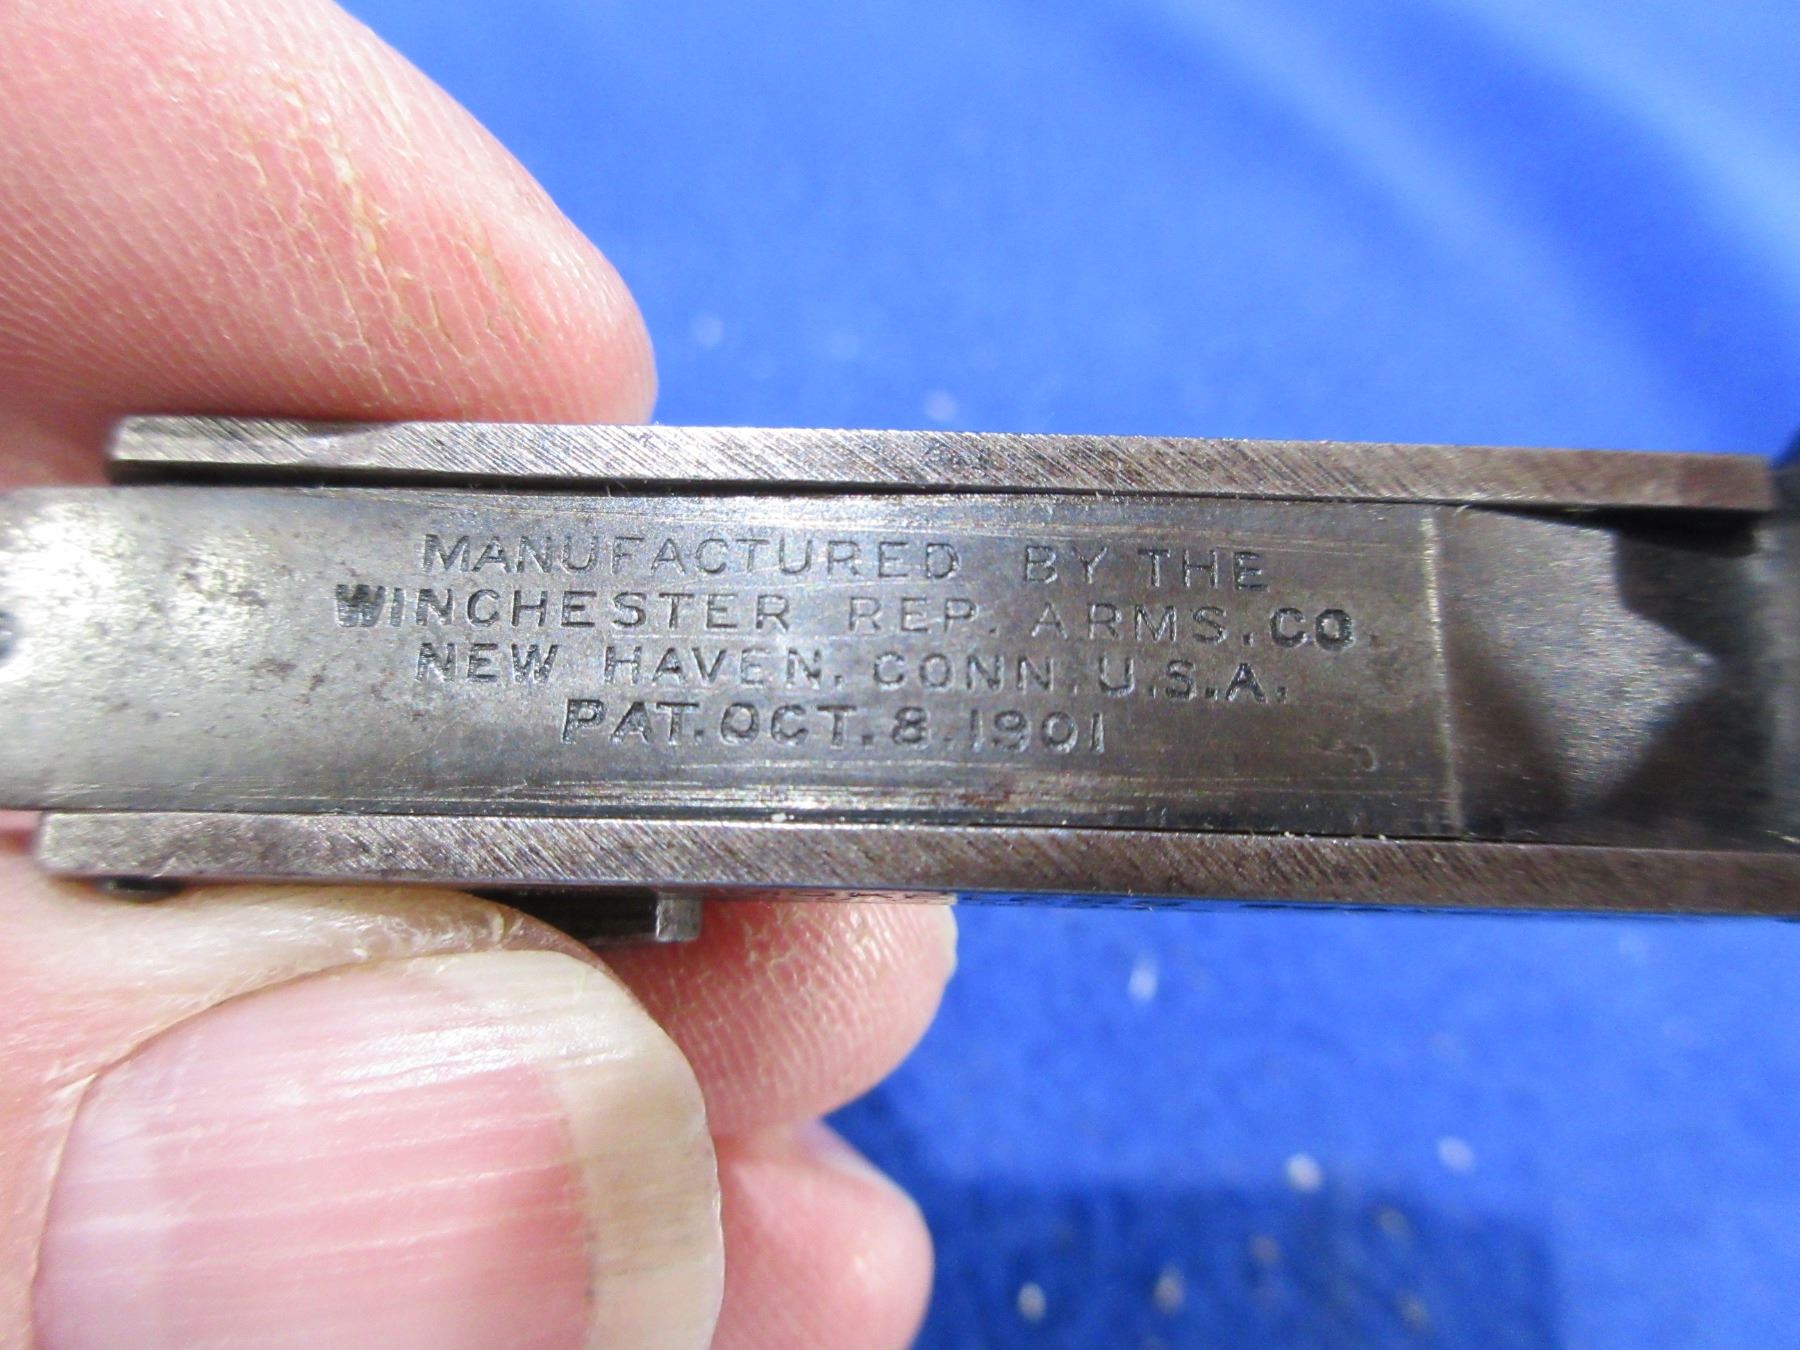 MANUFACTURED BY THE
WINCHESTER REP. ARMS. CO.
NEW HAVEN. CONN. U.S.A.
PAT. OCT. 8. 1901